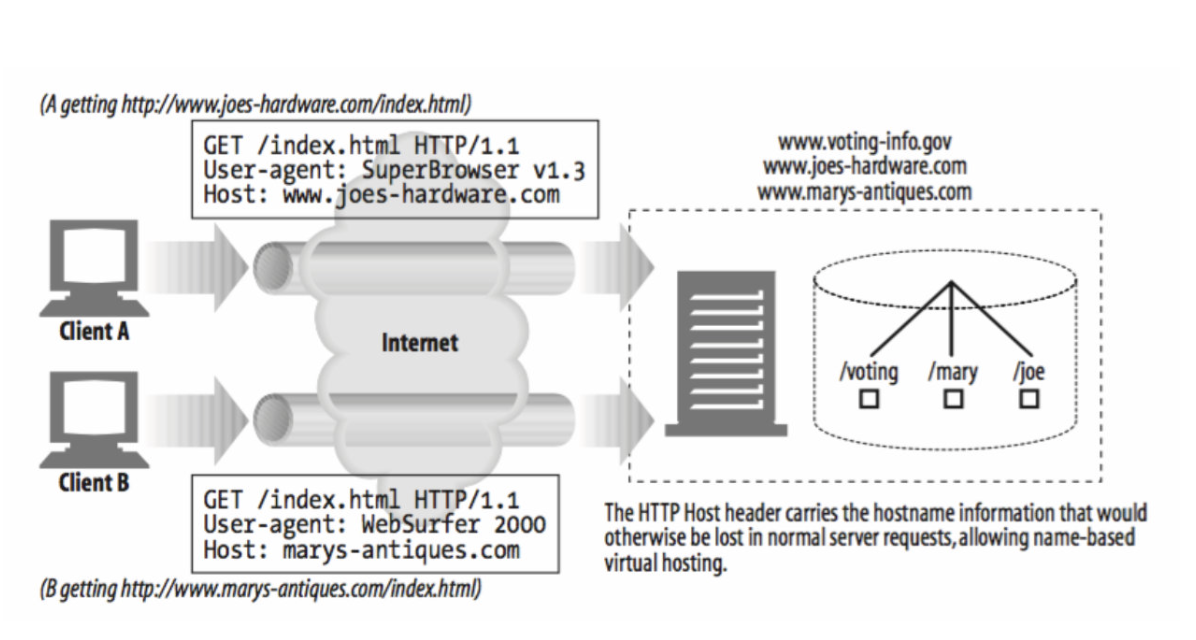 (A getting http://www.joes-hardware.com/index.html)
GET /index.html HTTP/1.1
User-agent: SuperBrowser v1.3
Host: www.joes-hardware.com
www.voting-info.gov
www.joes-hardware.com
www.marys-antiques.com
Client A
Internet
/voting /mary /joe
Client B
GET /index.html HTTP/1.1
User-agent: WebSurfer 2000
Host: marys-antiques.com
(B getting http://www.marys-antiques.com/index.html)
The HTTP Host header carries the hostname information that would
otherwise be lost in normal server requests, allowing name-based
virtual hosting.